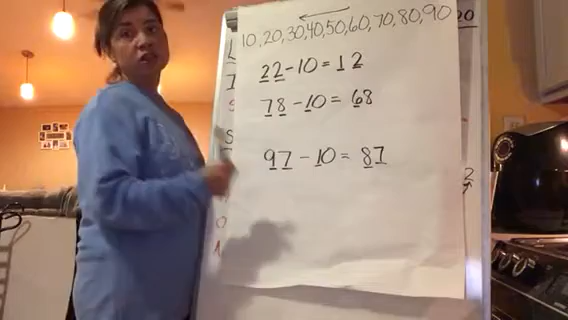 10, 20, 30, 40, 50, 60, 70, 80, 90
22 - 10 = 12
78 - 10 = 68
97 - 10 = 87